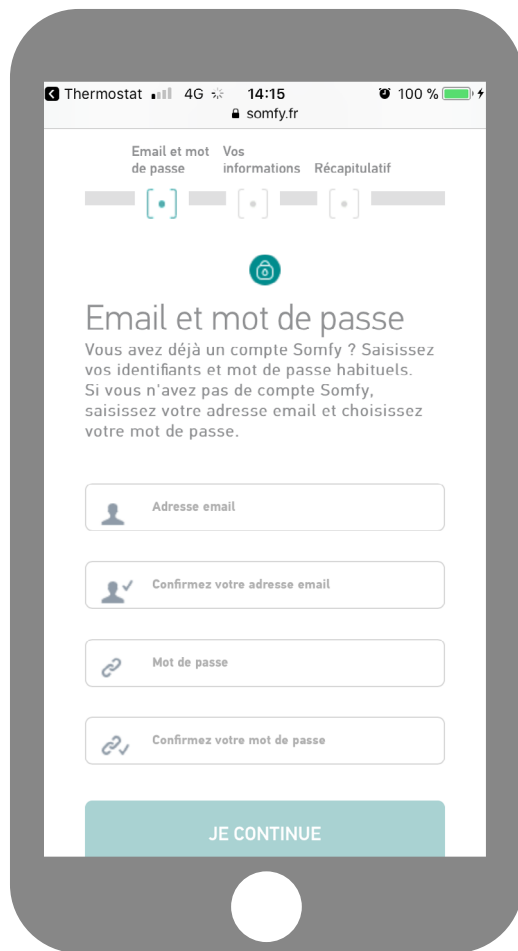 Thermostat 4G 14:15 100 %
somfy.fr
Email et mot
de passe
Vos
informations
Récapitulatif
Email et mot de passe
Vous avez déjà un compte Somfy ? Saisissez
vos identifiants et mot de passe habituels.
Si vous n'avez pas de compte Somfy,
saisissez votre adresse email et choisissez
votre mot de passe.
Adresse email
Confirmez votre adresse email
Mot de passe
Confirmez votre mot de passe
JE CONTINUE